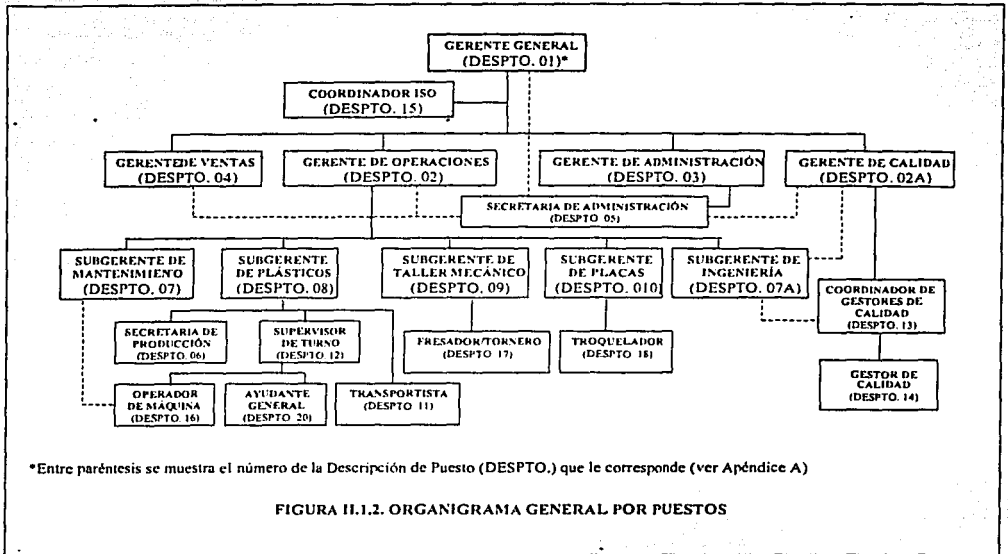 GERENTE GENERAL
(DESPTO. 01)*
COORDINADOR ISO
(DESPTO. 15)
GERENTE DE VENTAS
(DESPTO. 04)
GERENTE DE OPERACIONES
(DESPTO. 02)
GERENTE DE ADMINISTRACIÓN
(DESPTO. 03)
GERENTE DE CALIDAD
(DESPTO. 02A)
SECRETARIA DE ADMINISTRACIÓN
(DESPTO 05)
SUBGERENTE DE
MANTENIMIENTO
(DESPTO. 07)
SUBGERENTE
DE PLÁSTICOS
(DESPTO. 08)
SUBGERENTE DE
TALLER MECÁNICO
(DESPTO. 09)
SUBGERENTE
DE PLACAS
(DESPTO. 010)
SUBGERENTE DE
INGENIERÍA
(DESPTO. 07A)
COORDINADOR DE
GESTORES DE
CALIDAD
(DESPTO. 13)
SECRETARIA DE
PRODUCCIÓN
(DESPTO. 06)
SUPERVISOR
DE TURNO
(DESPTO. 12)
FRESADOR/TORNERO
(DESPTO 17)
TROQUELADOR
(DESPTO 18)
GESTOR DE
CALIDAD
(DESPTO. 14)
OPERADOR
DE MÁQUINA
(DESPTO. 16)
AYUDANTE
GENERAL
(DESPTO 20)
TRANSPORTISTA
(DESPTO 11)
*Entre paréntesis se muestra el número de la Descripción de Puesto (DESPTO.) que le corresponde (ver Apéndice A)
FIGURA II.1.2. ORGANIGRAMA GENERAL POR PUESTOS